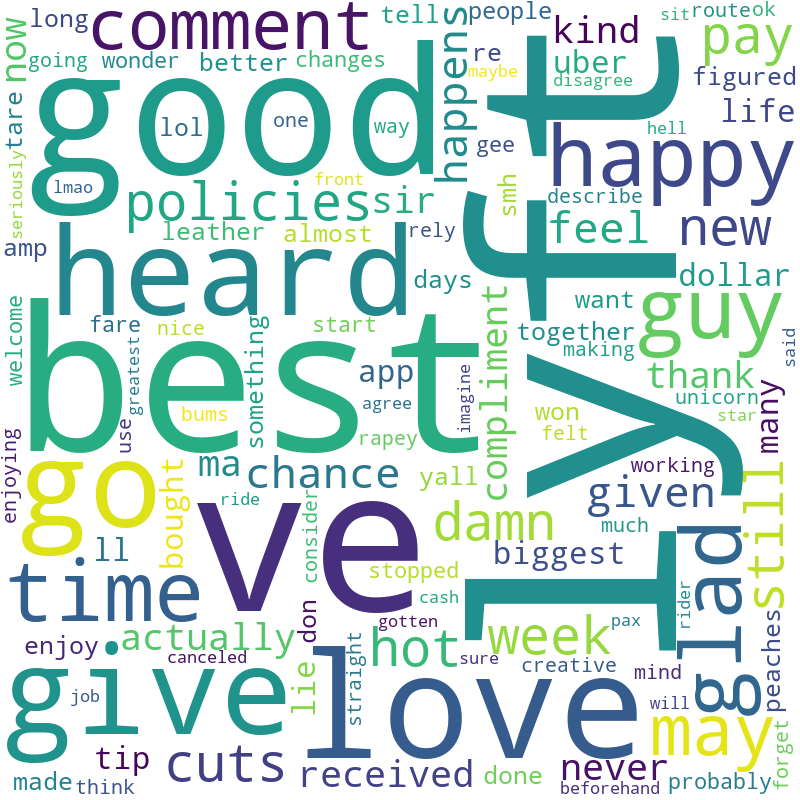 long
comment
tell
people
sit
route
ok
now
going
wonder
better
changes
happens
re
maybe
kind
uber
disagree
pay
figured
life
good
lol
one
way
tare
seriously
lmao
front
gee
lyft
happy
hell
policies
sir
smh
describe
feel
new
leather
almost
rely
amp
heard
days
dollar
want
guy
fare
nice
start
together
making
said
welcome
greatest
something
app
compliment
thank
unicorn
best
bums
agree
imagine
won
felt
star
many
use
rapey
enjoying
go
bought
ma
chance
yall
working
given
still
ride
ve
consider
damn
much
ll
stopped
biggest
glad
time
don
cash
gotten
pax
rider
peaches
enjoy
actually
canceled
hot
sure
week
creative
mind
give
job
lie
straight
love
will
may
forget
tip
cuts
received
done
never
probably
made
think
beforehand